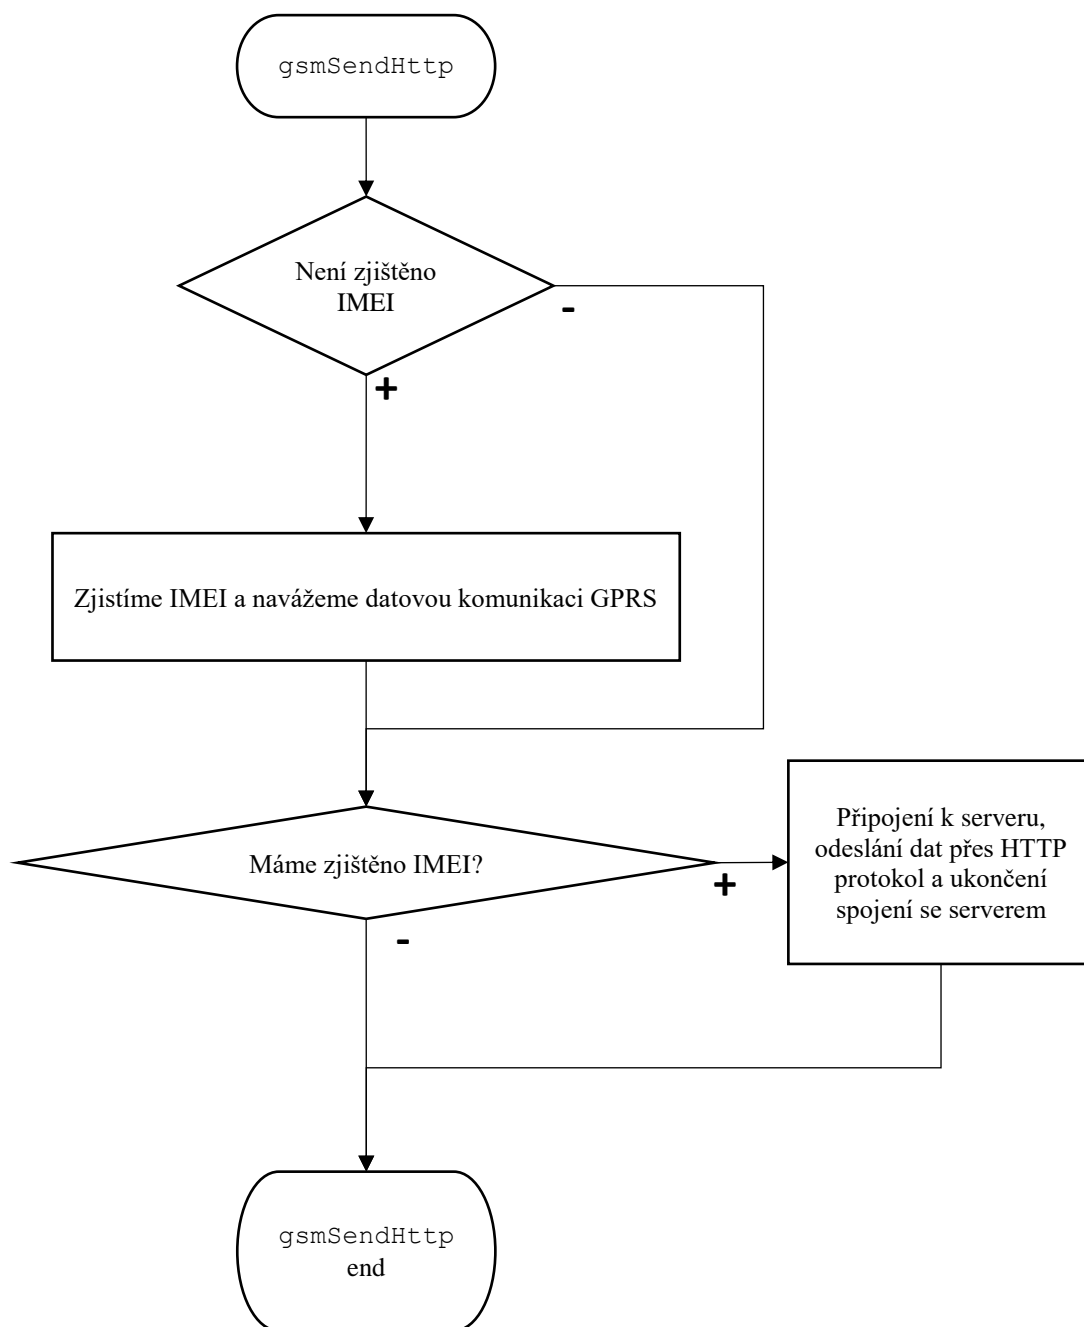 gsmSendHttp
Není zjištěno
IMEI
-
+
Zjistíme IMEI a navážeme datovou komunikaci GPRS
Máme zjištěno IMEI?
+
-
Připojení k serveru,
odeslání dat přes HTTP
protokol a ukončení
spojení se serverem
gsmSendHttp
end